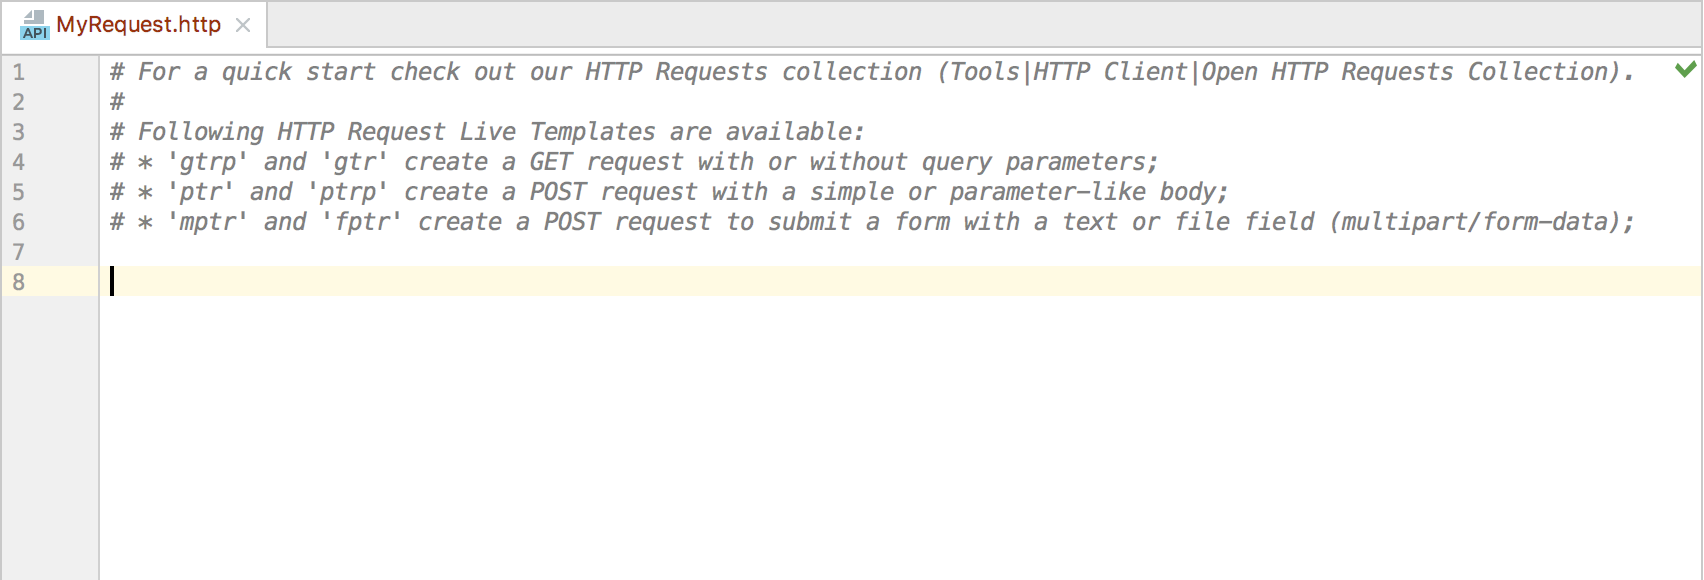 API MyRequest.http
1 # For a quick start check out our HTTP Requests collection (Tools|HTTP Client|Open HTTP Requests Collection).
2 #
3 # Following HTTP Request Live Templates are available:
4 # * 'gtrp' and 'gtr' create a GET request with or without query parameters;
5 # * 'ptr' and 'ptrp' create a POST request with a simple or parameter-like body;
6 # * 'mptr' and 'fptr' create a POST request to submit a form with a text or file field (multipart/form-data);
7
8